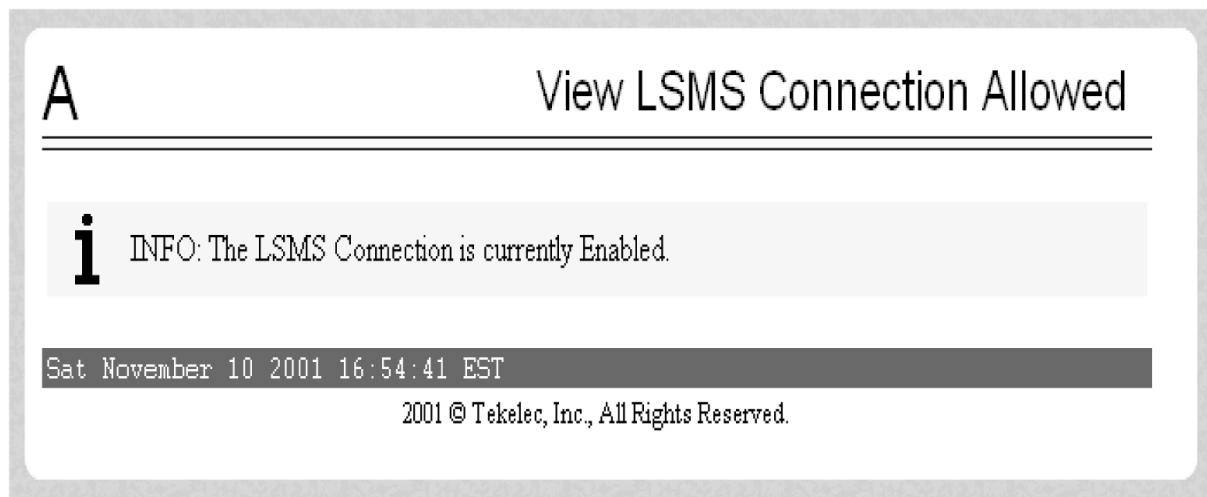 A
View LSMS Connection Allowed
i
INFO: The LSMS Connection is currently Enabled.
Sat November 10 2001 16:54:41 EST
2001 © Tekelec, Inc., All Rights Reserved.